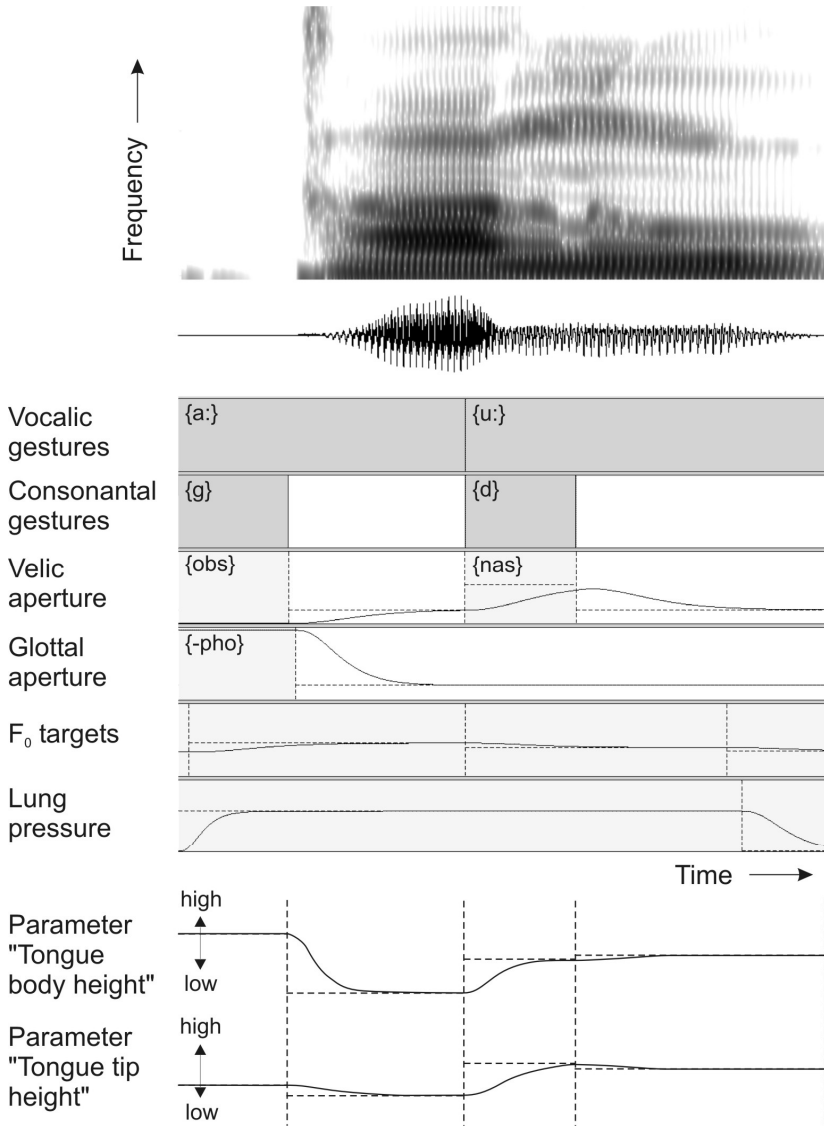 Frequency
Vocalic
gestures
{a:}
{u:}
Consonantal
gestures
{g}
{d}
Velic
aperture
{obs}
{nas}
Glottal
aperture
{-pho}
F₀ targets
Lung
pressure
Time
Parameter
"Tongue
body height"
high
low
Parameter
"Tongue tip
height"
high
low